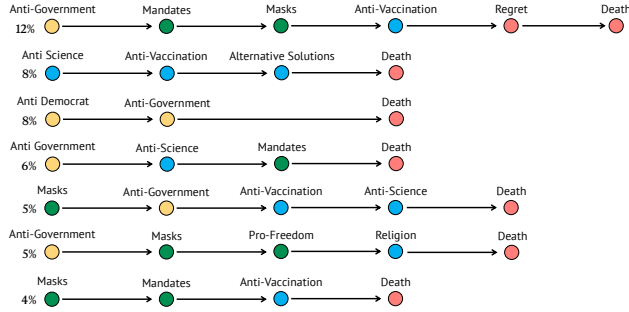 Anti-Government Mandates Masks Anti-Vaccination Regret Death
12%
Anti Science Anti-Vaccination Alternative Solutions Death
8%
Anti Democrat Anti-Government Death
8%
Anti Government Anti-Science Mandates Death
6%
Masks Anti-Government Anti-Vaccination Anti-Science Death
5%
Anti-Government Masks Pro-Freedom Religion Death
5%
Masks Mandates Anti-Vaccination Death
4%